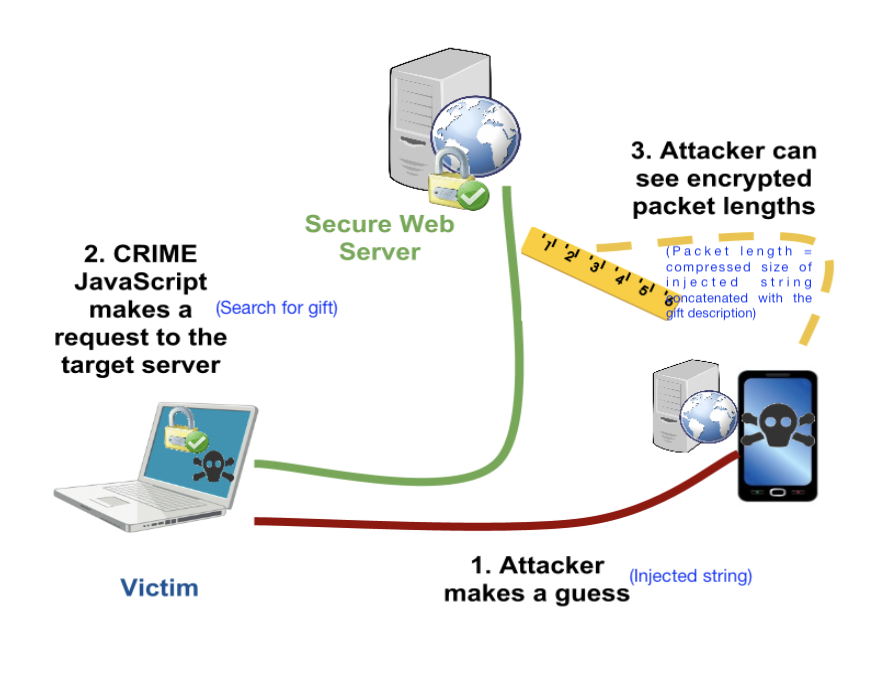 Secure Web
Server
3. Attacker can
see encrypted
packet lengths
1 2 3 4 5 6
(Packet length =
compressed size of
injected string
concatenated with the
gift description)
2. CRIME
JavaScript
makes a
request to the
target server
(Search for gift)
Victim
1. Attacker
makes a guess
(Injected string)